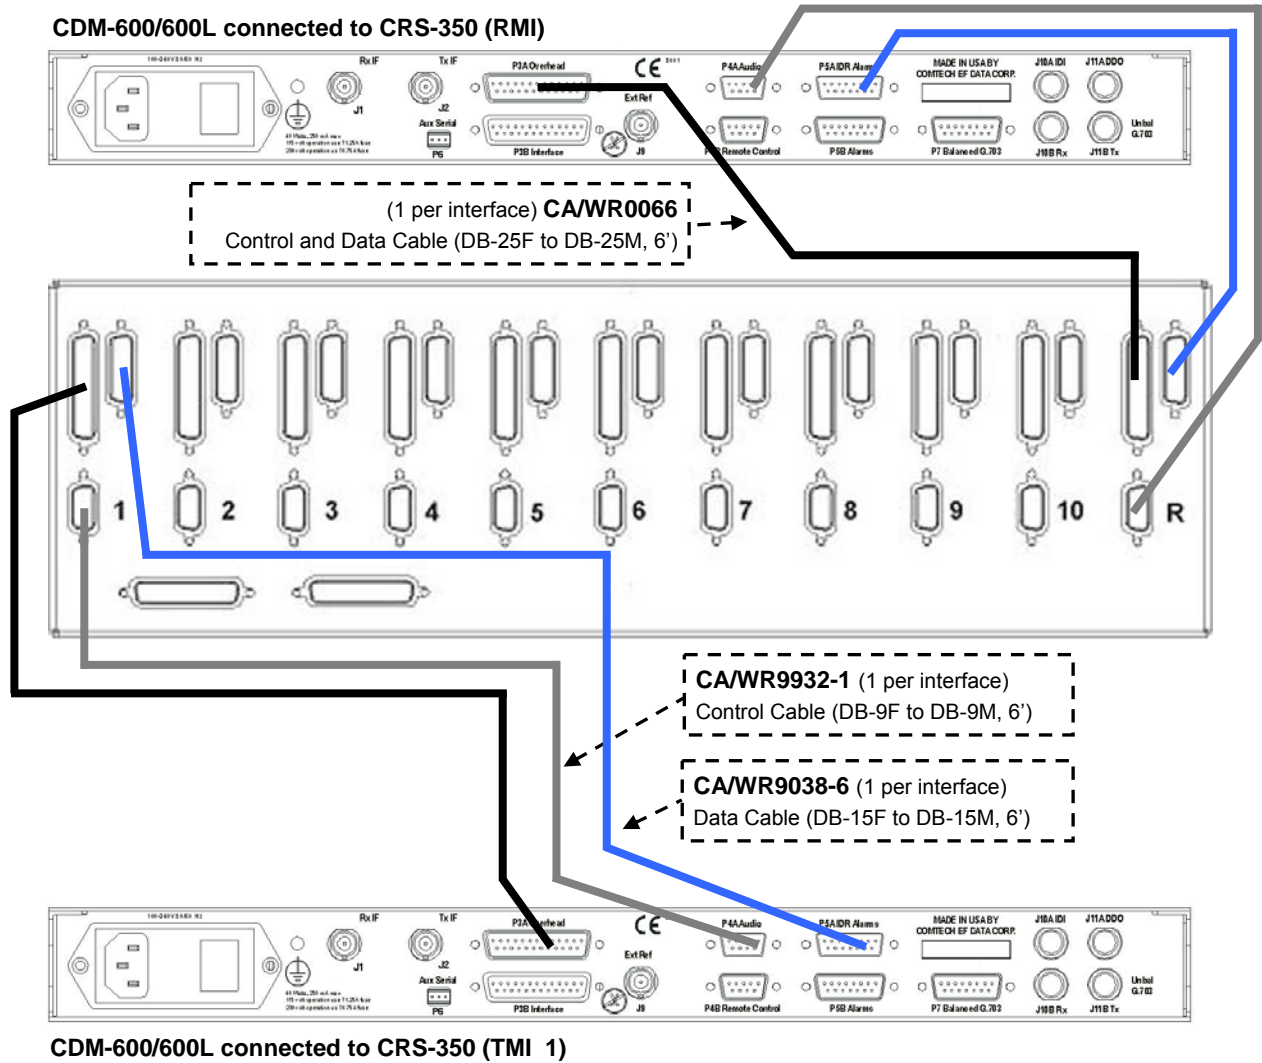 CDM-600/600L connected to CRS-350 (RMI)
Rx IF
Tx IF
P3A Overhead
P4A Audio
P5A IDR Alarms
MADE IN USA BY
COMTECH EF DATA CORP.
J10A IDI
J11A DDO
J1
J2
Ext Ref
Aux Serial
P6
P3B Interface
J9
Remote Control
P5B Alarms
P7 Balanced G.703
J10B Rx
J11B Tx
Unbal
G.703
(1 per interface) CA/WR0066
Control and Data Cable (DB-25F to DB-25M, 6’)
1
2
3
4
5
6
7
8
9
10
R
CA/WR9932-1 (1 per interface)
Control Cable (DB-9F to DB-9M, 6’)
CA/WR9038-6 (1 per interface)
Data Cable (DB-15F to DB-15M, 6’)
Rx IF
Tx IF
P3A Overhead
P4A Audio
P5A IDR Alarms
MADE IN USA BY
COMTECH EF DATA CORP.
J10A IDI
J11A DDO
J1
J2
Ext Ref
Aux Serial
P6
P3B Interface
J9
P4B Remote Control
P5B Alarms
P7 Balanced G.703
J10B Rx
J11B Tx
Unbal
G.703
CDM-600/600L connected to CRS-350 (TMI 1)